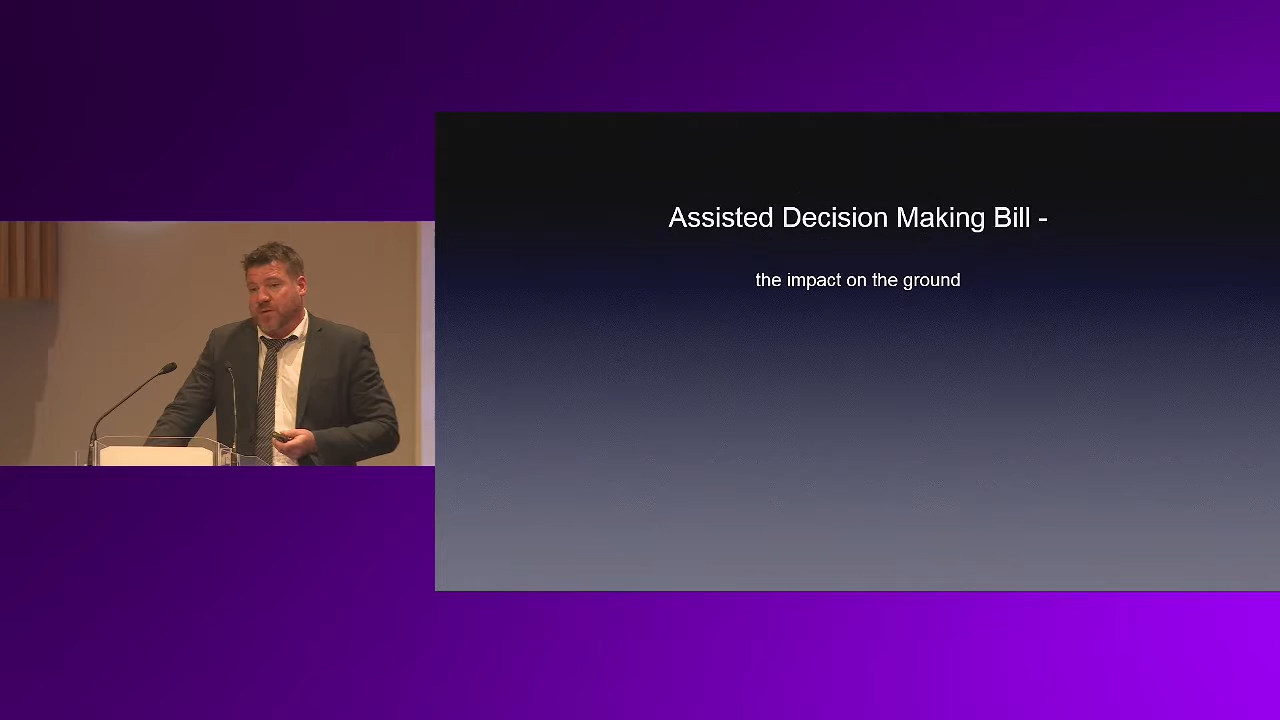 Assisted Decision Making Bill -
the impact on the ground